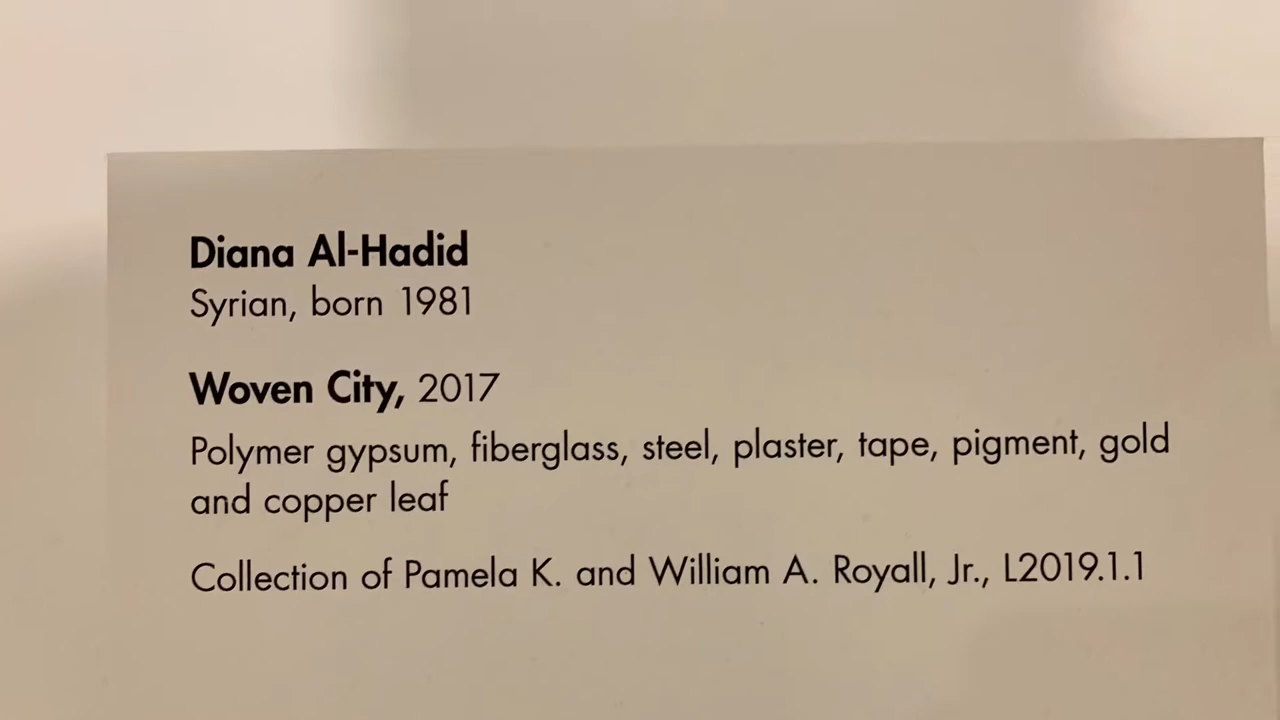 Diana Al-Hadid
Syrian, born 1981
Woven City, 2017
Polymer gypsum, fiberglass, steel, plaster, tape, pigment, gold
and copper leaf
Collection of Pamela K. and William A. Royall, Jr., L2019.1.1